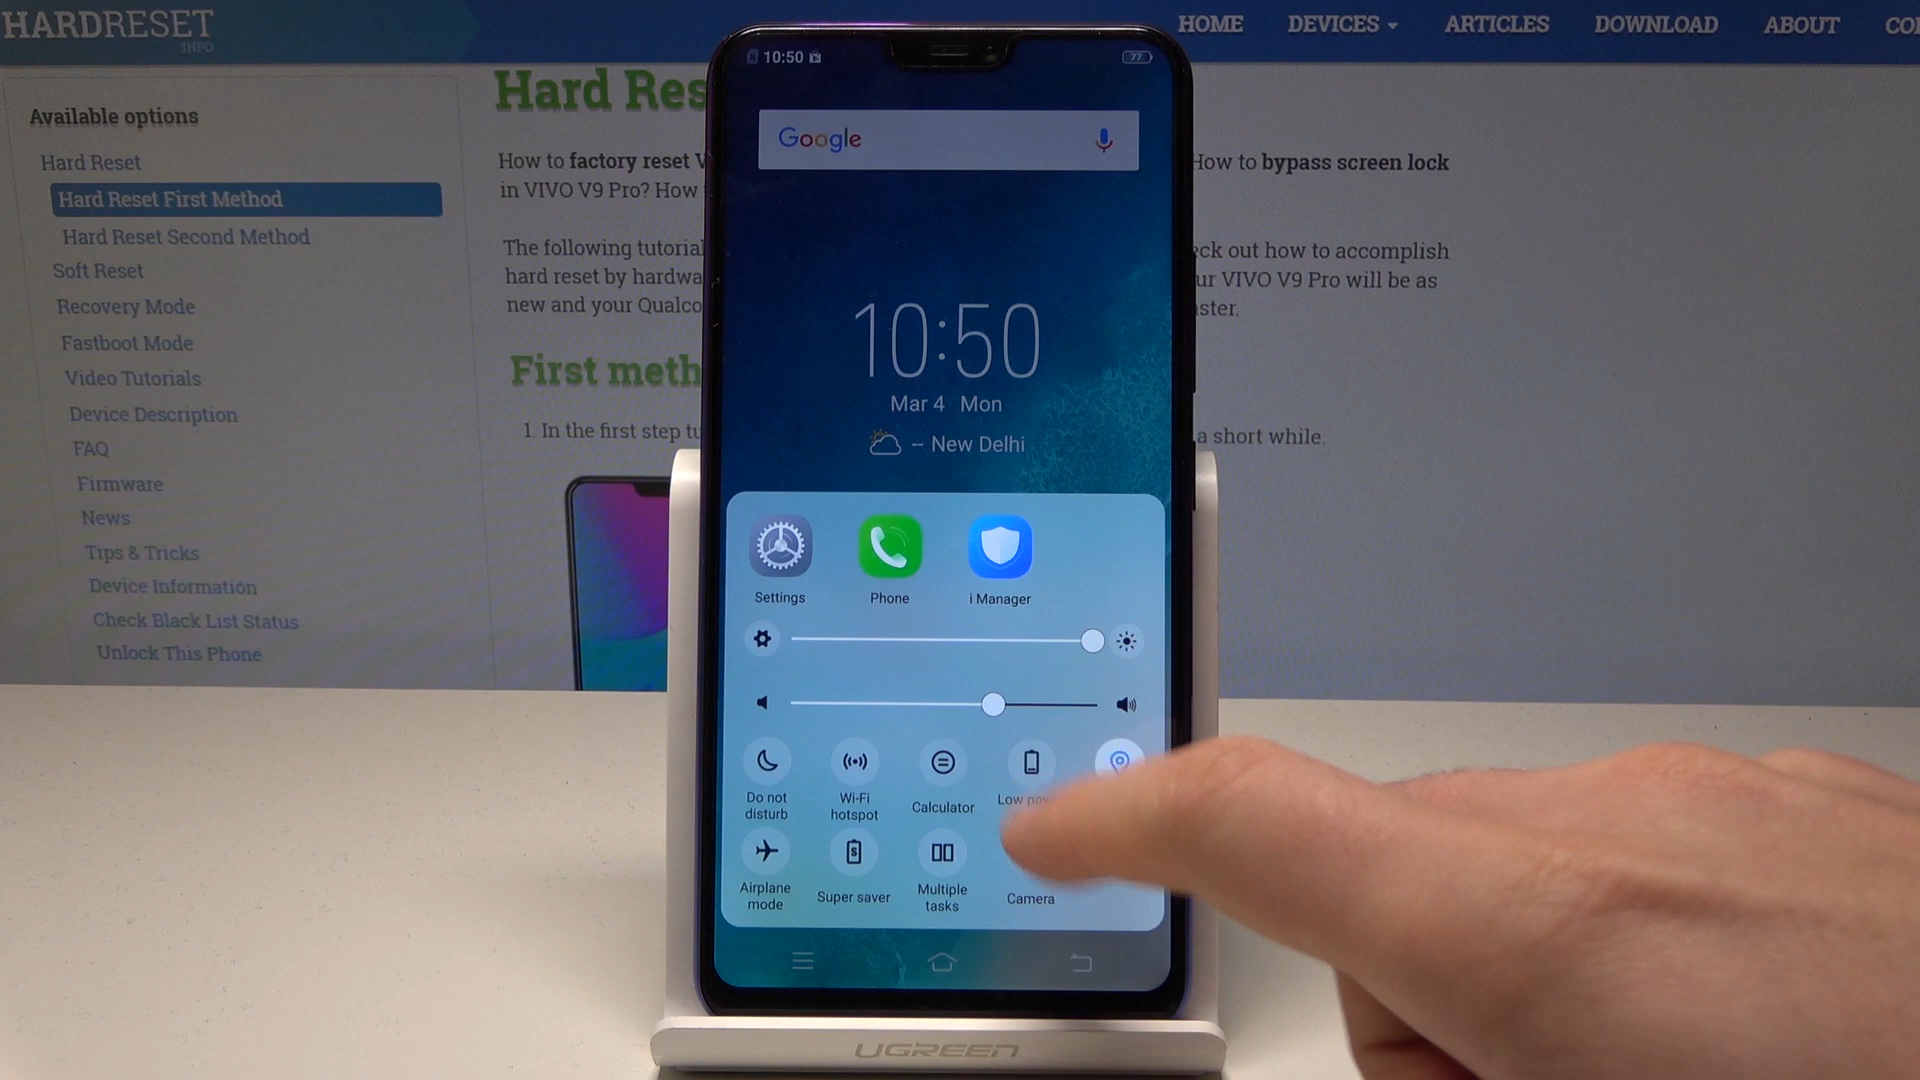 HARDRESET
.INFO
HOME DEVICES ARTICLES DOWNLOAD ABOUT
Available options
Hard Reset
Hard Reset First Method
Hard Reset Second Method
Soft Reset
Recovery Mode
Fastboot Mode
Video Tutorials
Device Description
FAQ
Firmware
News
Tips & Tricks
Device Information
Check Black List Status
Unlock This Phone
Hard Res
How to factory reset V
How to bypass screen lock
in VIVO V9 Pro? How
The following tutorial
eck out how to accomplish
hard reset by hardwa
ur VIVO V9 Pro will be as
new and your Qualco
ster.
First meth
1. In the first step tu
a short while.
10:50
77
Google
10:50
Mar 4 Mon
-- New Delhi
Settings
Phone
i Manager
Do not
disturb
Wi-Fi
hotspot
Calculator
Low pow
Airplane
mode
Super saver
Multiple
tasks
Camera
UGREEN